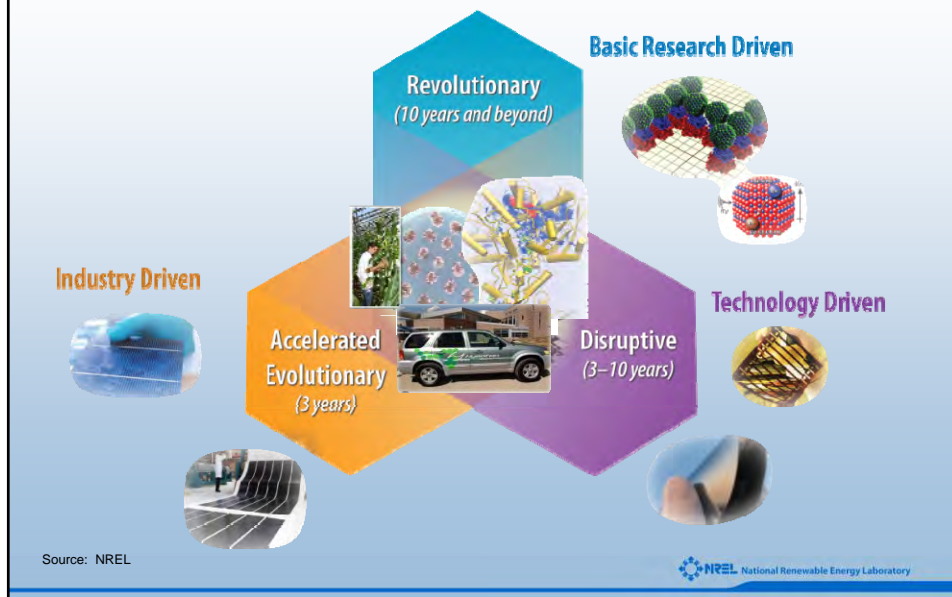 Basic Research Driven
Revolutionary
(10 years and beyond)
Industry Driven
Technology Driven
Accelerated
Evolutionary
(3 years)
Disruptive
(3–10 years)
Source: NREL
NREL National Renewable Energy Laboratory